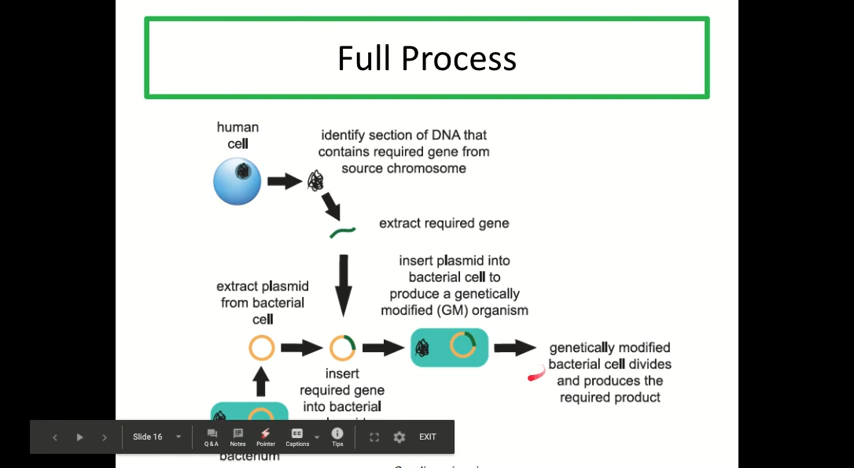 Full Process
human
cell
identify section of DNA that
contains required gene from
source chromosome
extract required gene
insert plasmid into
bacterial cell to
produce a genetically
modified (GM) organism
extract plasmid
from bacterial
cell
genetically modified
bacterial cell divides
and produces the
required product
insert
required gene
into bacterial
bacterium
Slide 16
Q & A
Notes
Pointer
Captions
Tips
EXIT